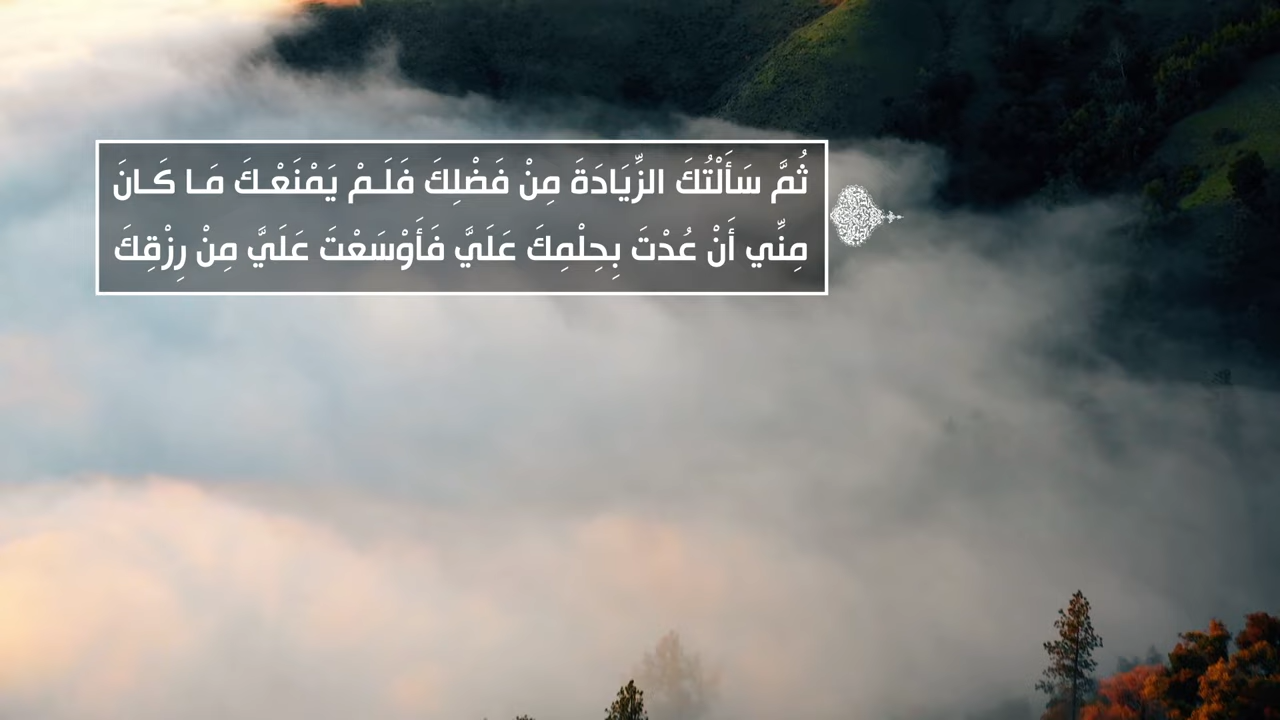 ثُمَّ سَأَلْتُكَ الزِّيَادَةَ مِنْ فَضْلِكَ فَلَـمْ يَمْنَعْـكَ مَـا كَـانَ
مِنِّي أَنْ عُدْتَ بِحِلْمِكَ عَلَيَّ فَأَوْسَعْتَ عَلَيَّ مِنْ رِزْقِكَ